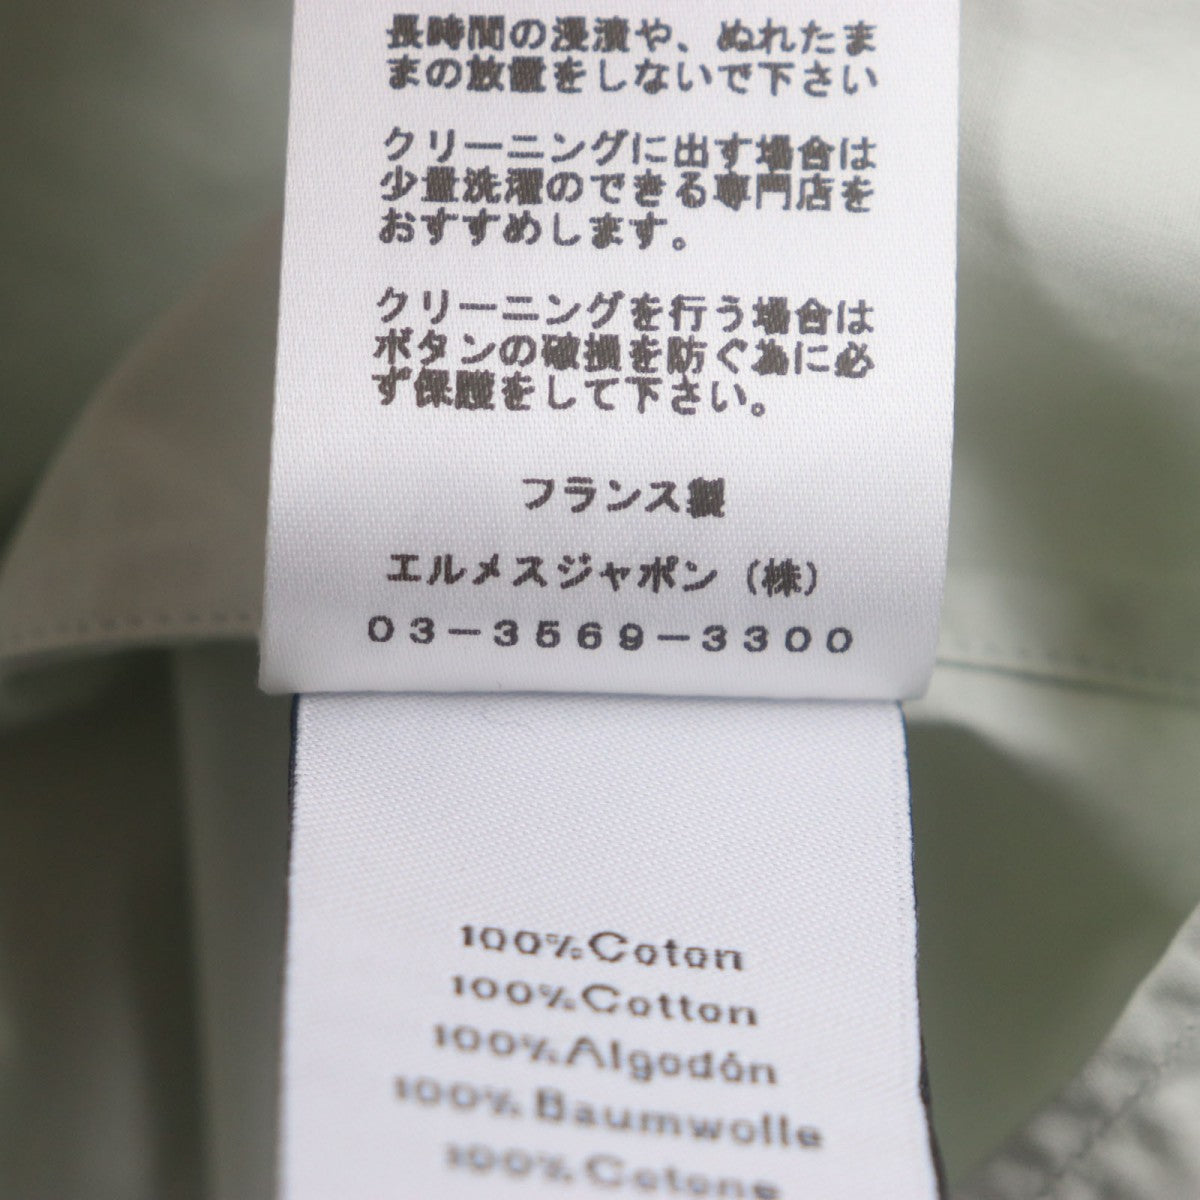 長時間の浸漬や、ぬれたま
まの放置をしないで下さい
クリーニングに出す場合は
少量洗濯のできる専門店を
おすすめします。
クリーニングを行う場合は
ボタンの破損を防ぐ為に必
ず保護をして下さい。
フランス製
エルメスジャポン（株）
０３－３５６９－３３００
100%Coton
100%Cotton
100%Algodón
100%Baumwolle
100%Cotone